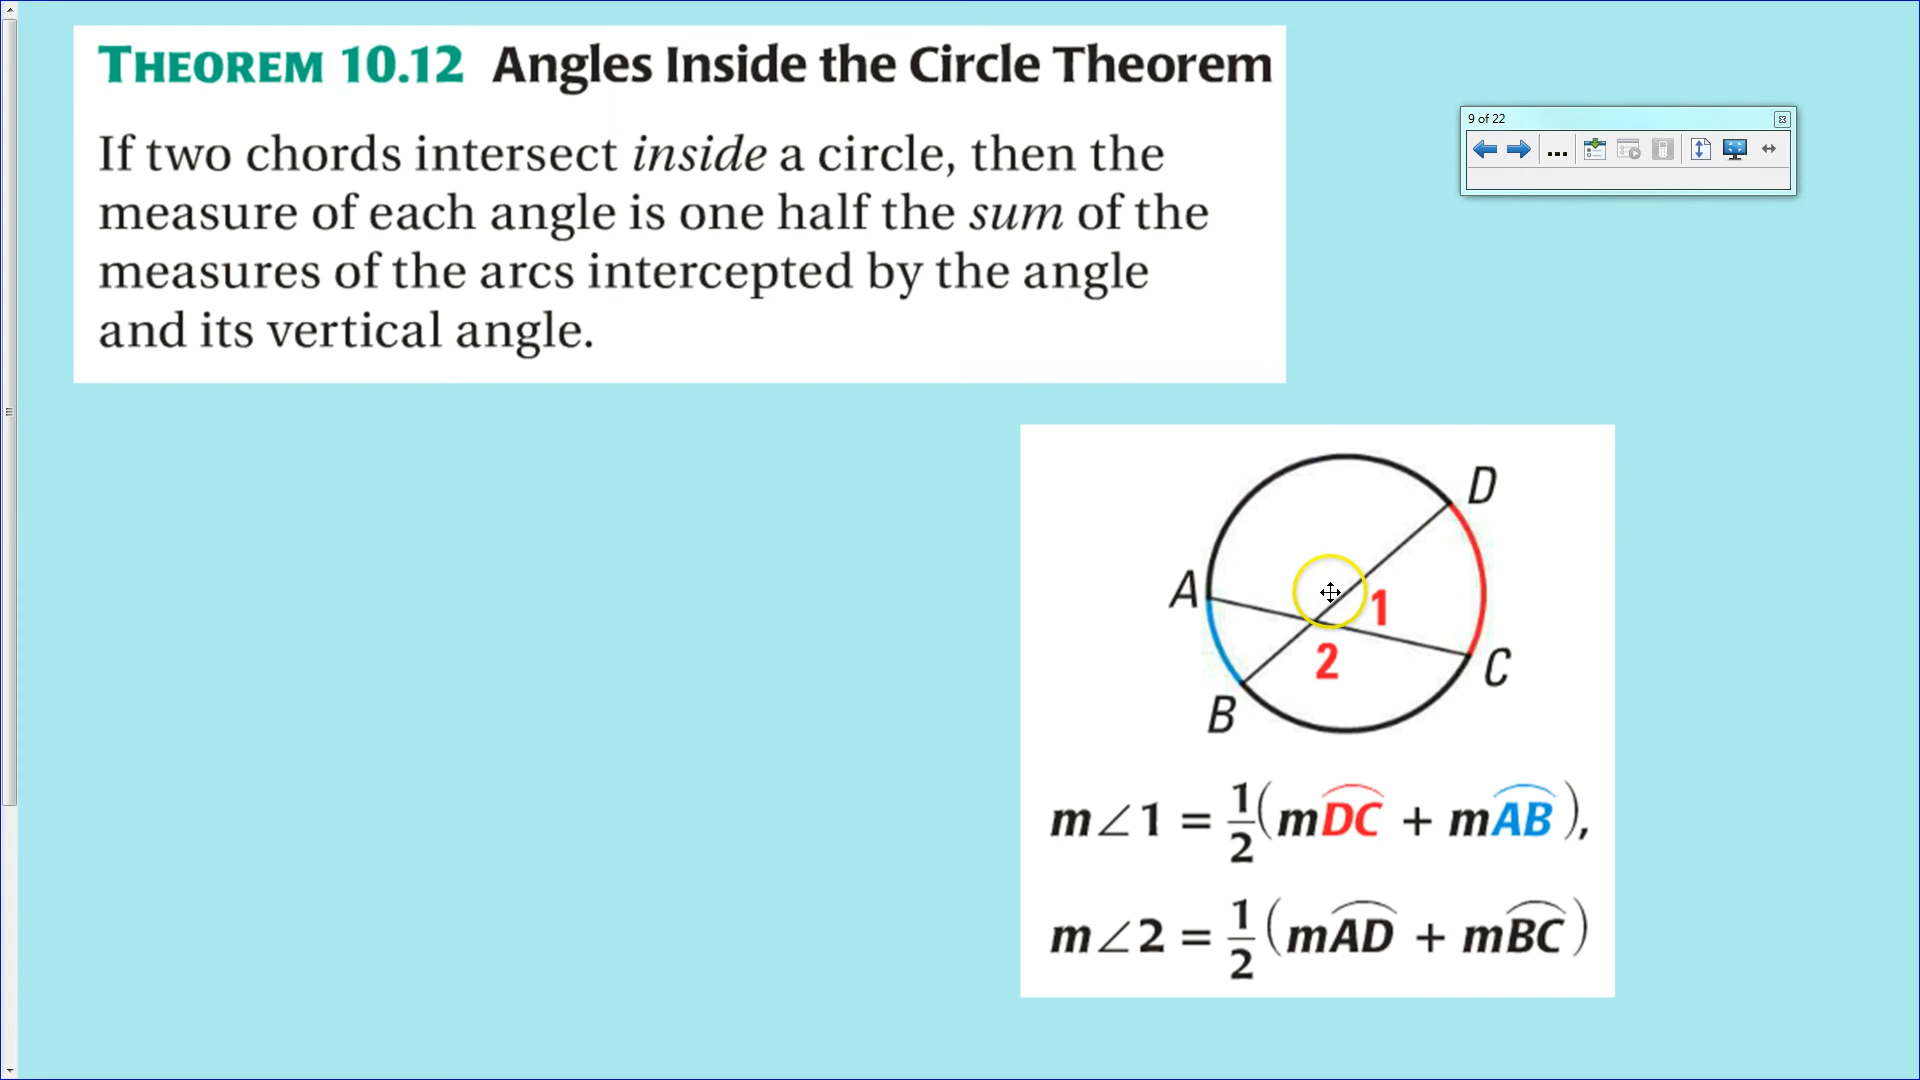 THEOREM 10.12 Angles Inside the Circle Theorem
If two chords intersect inside a circle, then the
measure of each angle is one half the sum of the
measures of the arcs intercepted by the angle
and its vertical angle.
9 of 22
D
A
1
2
C
B
m∠1 = 1/2(mDC + mAB),
m∠2 = 1/2(mAD + mBC)